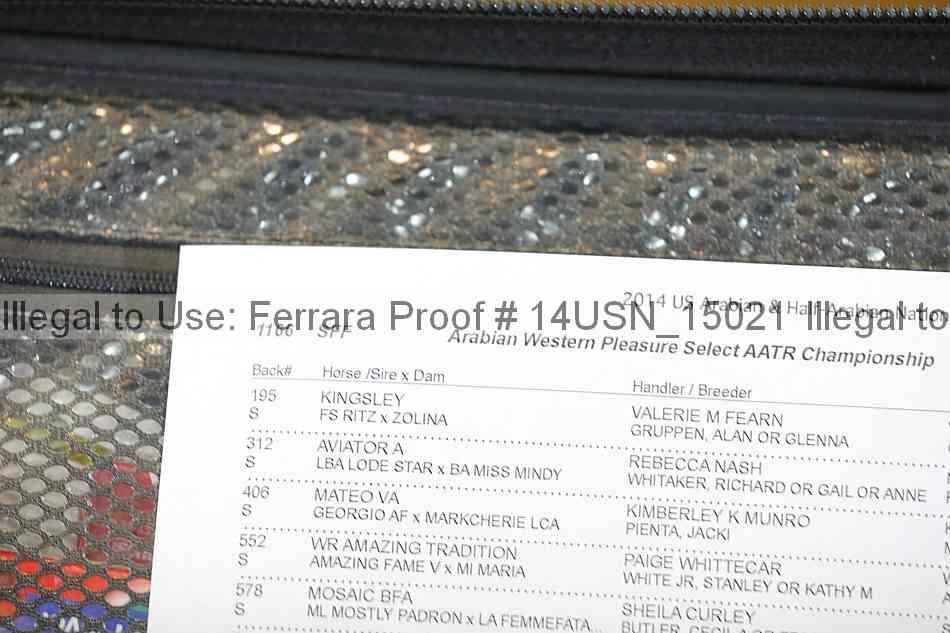 2014 US Arabian & Half-Arabian Nation
Illegal to Use: Ferrara Proof # 14USN_15021 Illegal to
1166 SFF
Arabian Western Pleasure Select AATR Championship
Back# Horse /Sire x Dam Handler / Breeder
195 KINGSLEY VALERIE M FEARN
S FS RITZ x ZOLINA GRUPPEN, ALAN OR GLENNA
312 AVIATOR A REBECCA NASH
S LBA LODE STAR x BA MISS MINDY WHITAKER, RICHARD OR GAIL OR ANNE
406 MATEO VA KIMBERLEY K MUNRO
S GEORGIO AF x MARKCHERIE LCA PIENTA, JACKI
552 WR AMAZING TRADITION PAIGE WHITTECAR
S AMAZING FAME V x MI MARIA WHITE JR, STANLEY OR KATHY M
578 MOSAIC BFA SHEILA CURLEY
S ML MOSTLY PADRON x LA FEMMEFATA... BUTLER, CECIL